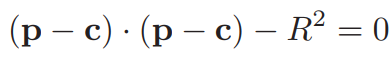 (p − c) · (p − c) − R² = 0